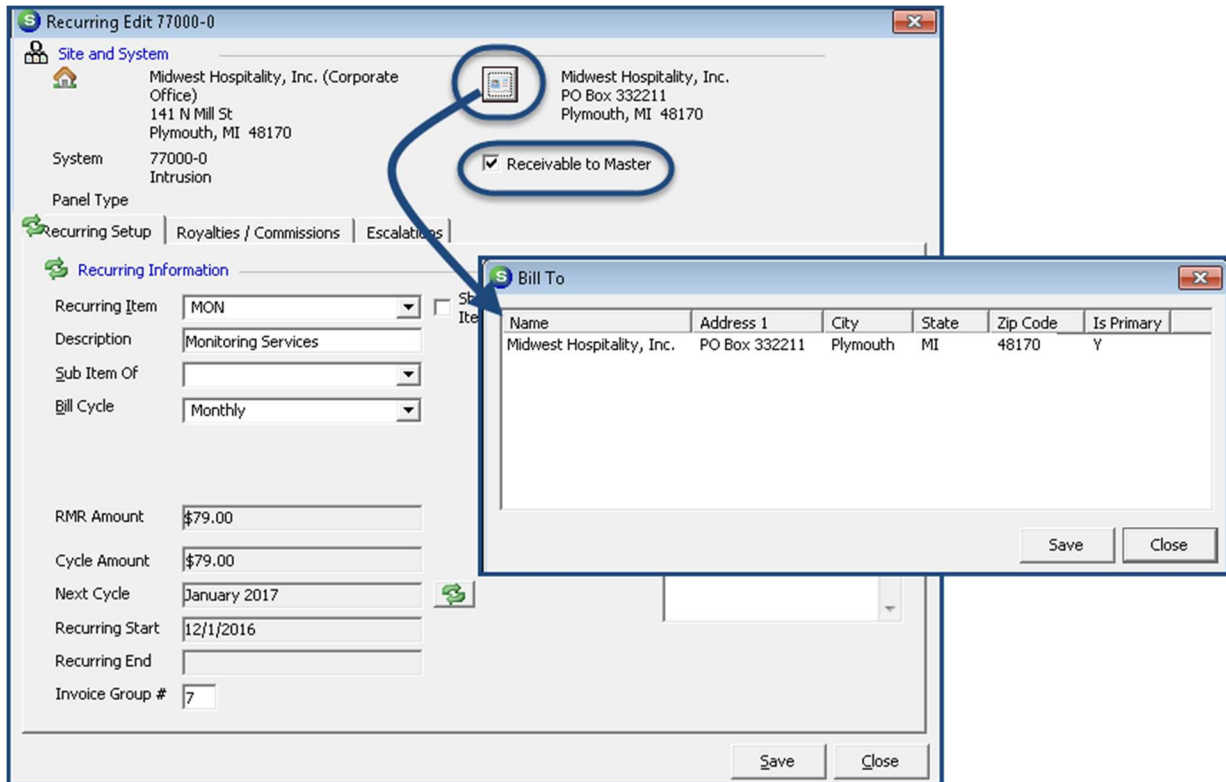 Recurring Edit 77000-0
Site and System
Midwest Hospitality, Inc. (Corporate
Office)
141 N Mill St
Plymouth, MI 48170
Midwest Hospitality, Inc.
PO Box 332211
Plymouth, MI 48170
System
77000-0
Intrusion
Receivable to Master
Panel Type
Recurring Setup
Royalties / Commissions
Escalations
Recurring Information
Recurring Item
MON
Description
Monitoring Services
Sub Item Of
Bill Cycle
Monthly
RMR Amount
$79.00
Cycle Amount
$79.00
Next Cycle
January 2017
Recurring Start
12/1/2016
Recurring End
Invoice Group #
7
Save
Close
Bill To
Name Address 1 City State Zip Code Is Primary
Midwest Hospitality, Inc. PO Box 332211 Plymouth MI 48170 Y
Save
Close